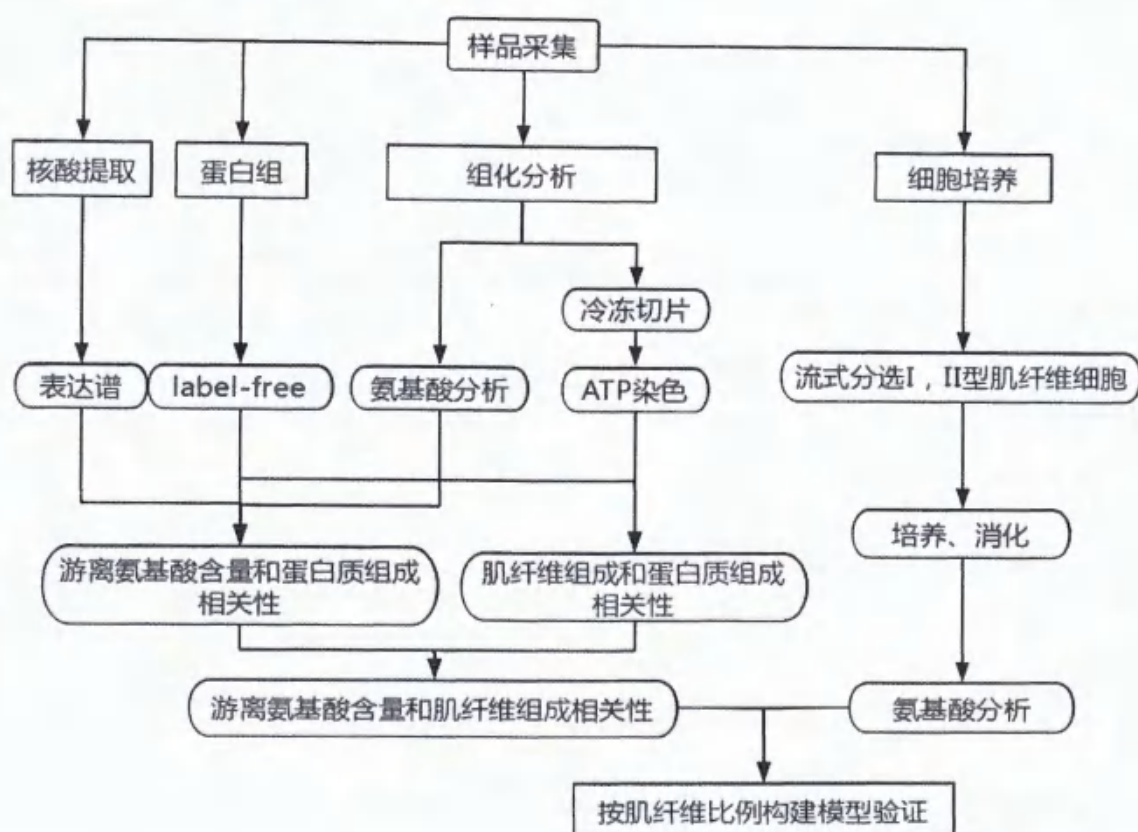 样品采集
核酸提取
蛋白组
组化分析
细胞培养
冷冻切片
表达谱
label-free
氨基酸分析
ATP染色
流式分选I，II型肌纤维细胞
培养、消化
游离氨基酸含量和蛋白质组成
相关性
肌纤维组成和蛋白质组成
相关性
游离氨基酸含量和肌纤维组成相关性
氨基酸分析
按肌纤维比例构建模型验证